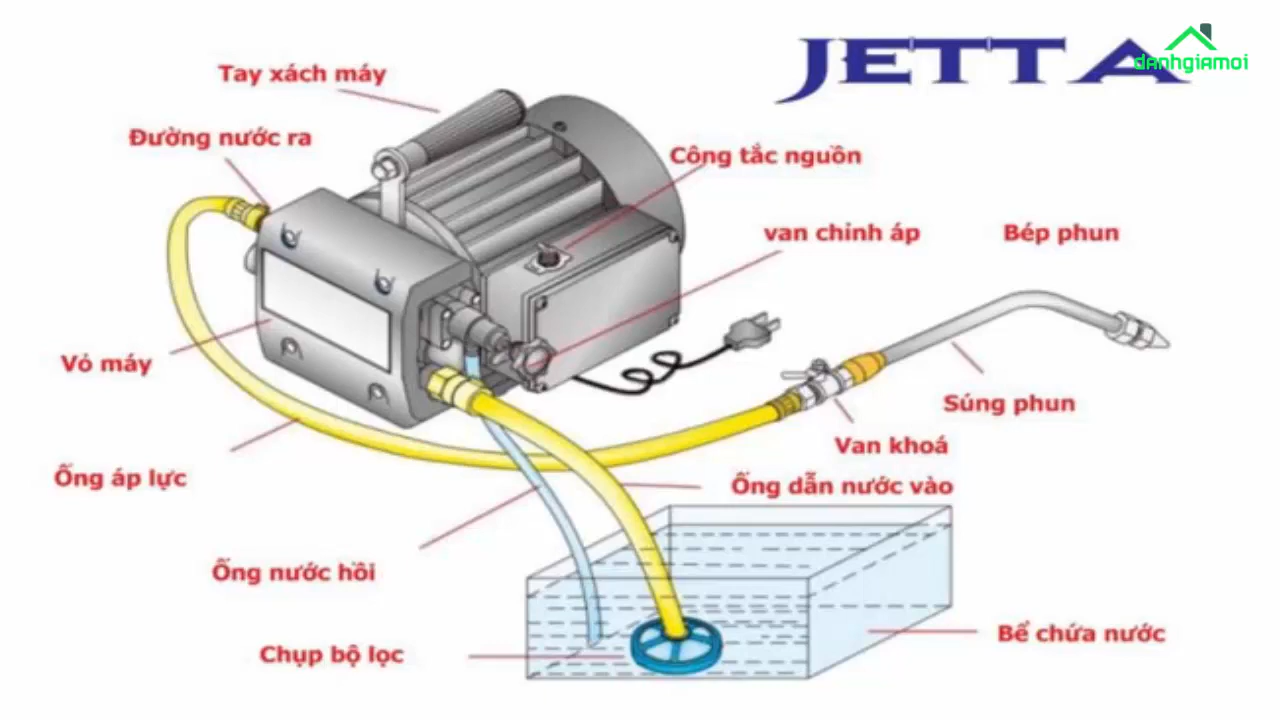 JETTA
danhgiamoi
Tay xách máy
Đường nước ra
Công tắc nguồn
van chỉnh áp
Bép phun
Vỏ máy
Súng phun
Van khoá
Ống áp lực
Ống dẫn nước vào
Ống nước hồi
Bể chứa nước
Chụp bộ lọc